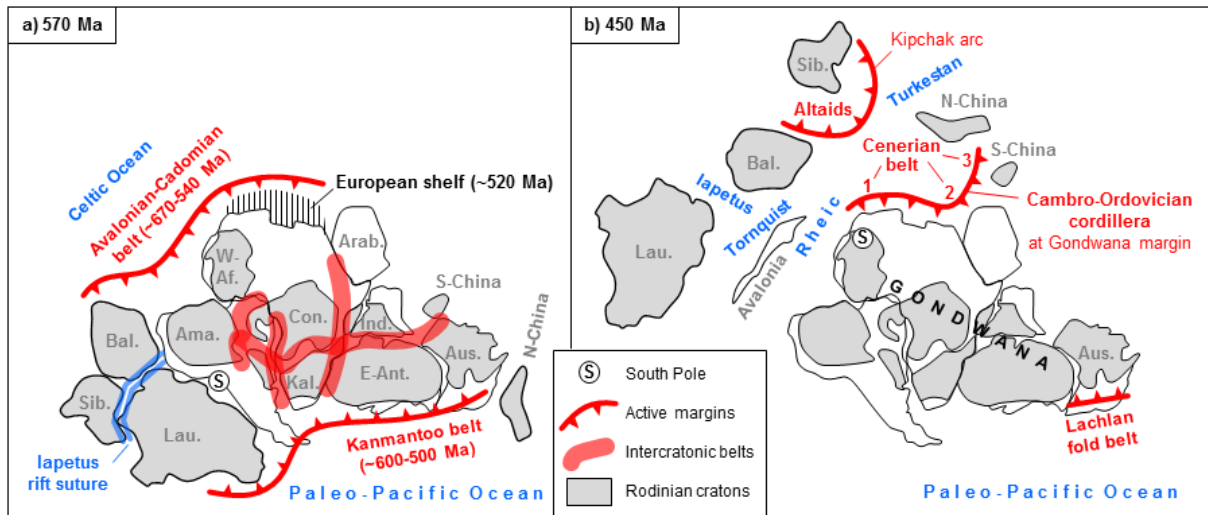 a) 570 Ma
Celtic Ocean
Avalonian-Cadomian
belt (~670-540 Ma)
European shelf (~520 Ma)
W-
Af.
Arab.
S-China
N-China
Bal.
Ama.
Con.
Ind.
Aus.
Sib.
Lau.
S
Kal.
E-Ant.
Iapetus
rift suture
Kanmantoo belt
(~600-500 Ma)
Paleo-Pacific Ocean
b) 450 Ma
Sib.
Kipchak arc
Turkestan
Altaids
N-China
Bal.
Cenerian
belt
1
2
3
S-China
Iapetus
Tornquist
Rheic
Cambro-Ordovician
cordillera
at Gondwana margin
Lau.
Avalonia
S
GONDWANA
Aus.
Lachlan
fold belt
Paleo-Pacific Ocean
S South Pole
Active margins
Intercratonic belts
Rodinian cratons